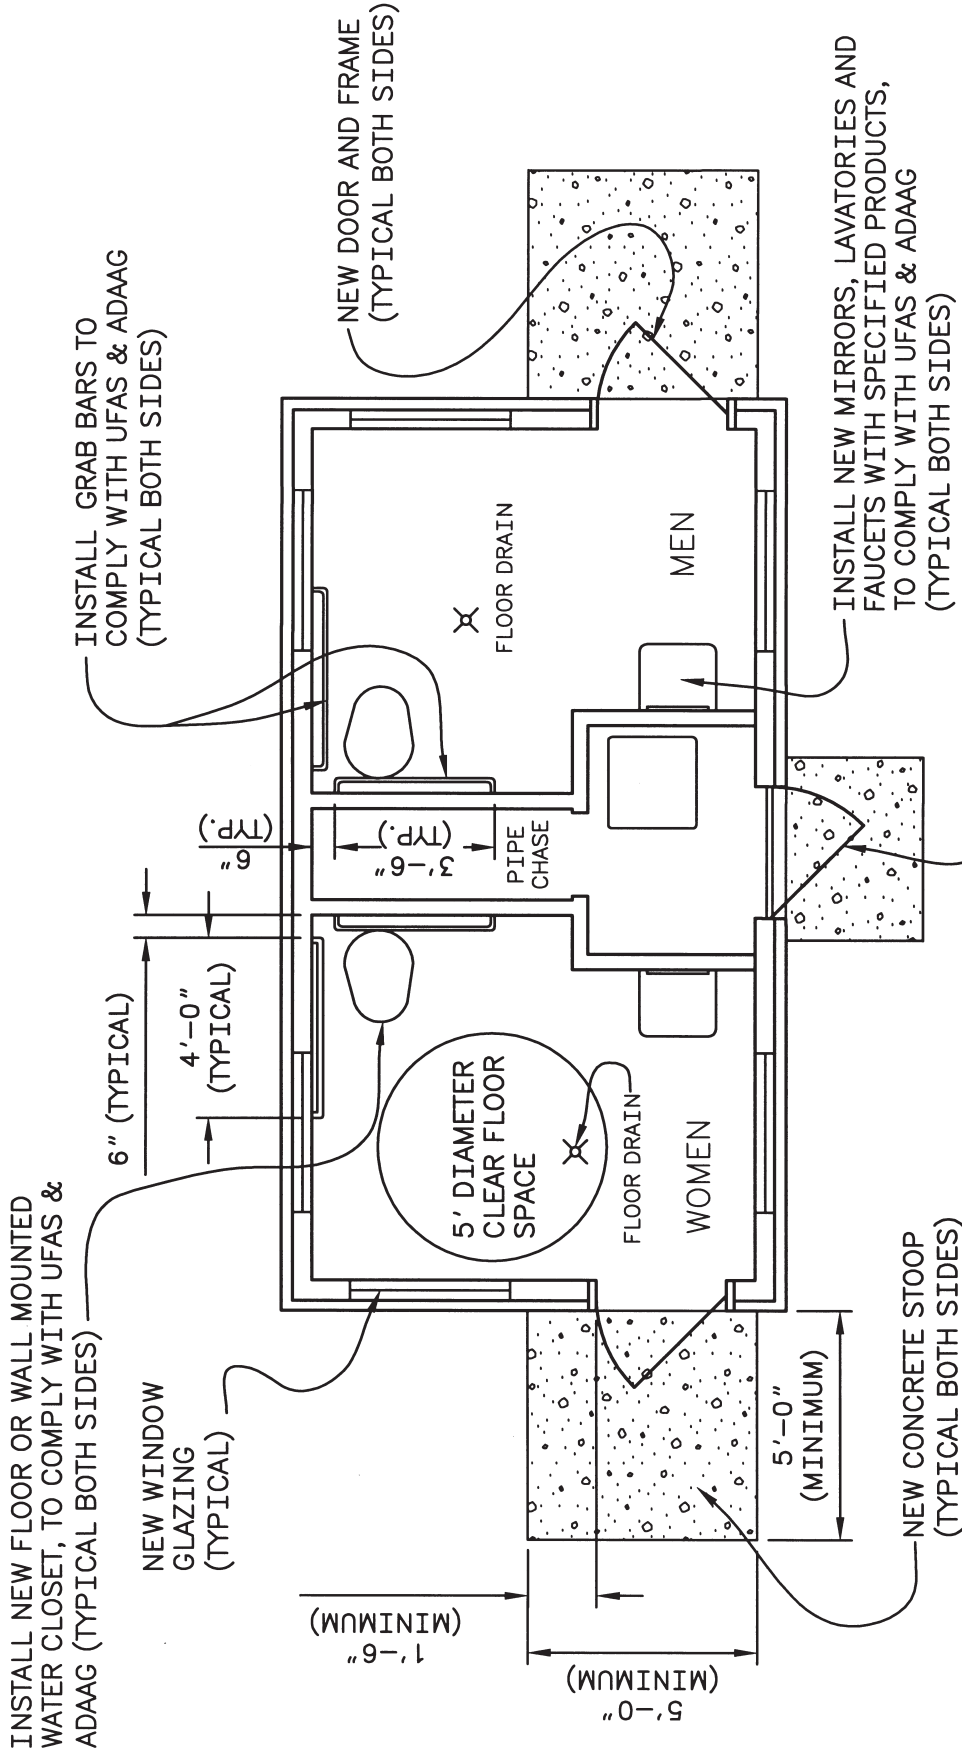 INSTALL NEW FLOOR OR WALL MOUNTED
WATER CLOSET, TO COMPLY WITH UFAS &
ADAAG (TYPICAL BOTH SIDES)
INSTALL GRAB BARS TO
COMPLY WITH UFAS & ADAAG
(TYPICAL BOTH SIDES)
NEW DOOR AND FRAME
(TYPICAL BOTH SIDES)
NEW WINDOW
GLAZING
(TYPICAL)
6" (TYPICAL)
4'-0"
(TYPICAL)
6"
(TYP.)
3'-6"
(TYP.)
PIPE
CHASE
5' DIAMETER
CLEAR FLOOR
SPACE
FLOOR DRAIN
WOMEN
FLOOR DRAIN
MEN
1'-6"
(MINIMUM)
5'-0"
(MINIMUM)
5'-0"
(MINIMUM)
NEW CONCRETE STOOP
(TYPICAL BOTH SIDES)
INSTALL NEW MIRRORS, LAVATORIES AND
FAUCETS WITH SPECIFIED PRODUCTS,
TO COMPLY WITH UFAS & ADAAG
(TYPICAL BOTH SIDES)